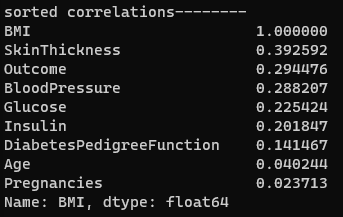 sorted correlations--------
BMI                         1.000000
SkinThickness               0.392592
Outcome                     0.294476
BloodPressure               0.288207
Glucose                     0.225424
Insulin                     0.201847
DiabetesPedigreeFunction    0.141467
Age                         0.040244
Pregnancies                 0.023713
Name: BMI, dtype: float64